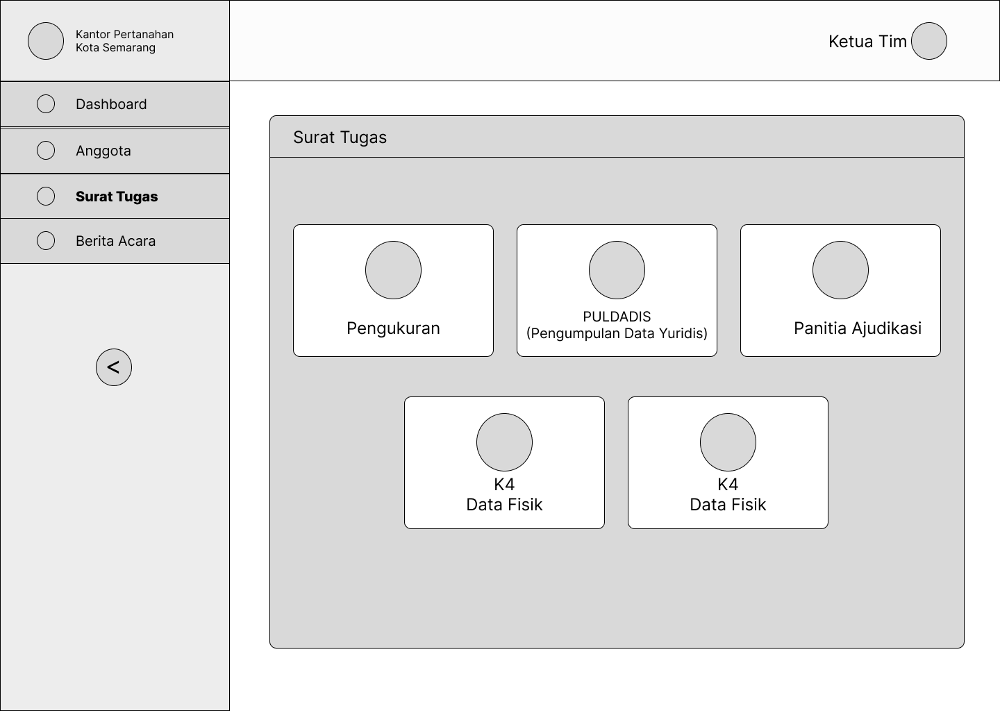 Kantor Pertanahan
Kota Semarang
Ketua Tim
Dashboard
Anggota
Surat Tugas
Berita Acara
<
Surat Tugas
Pengukuran
PULDADIS
(Pengumpulan Data Yuridis)
Panitia Ajudikasi
K4
Data Fisik
K4
Data Fisik